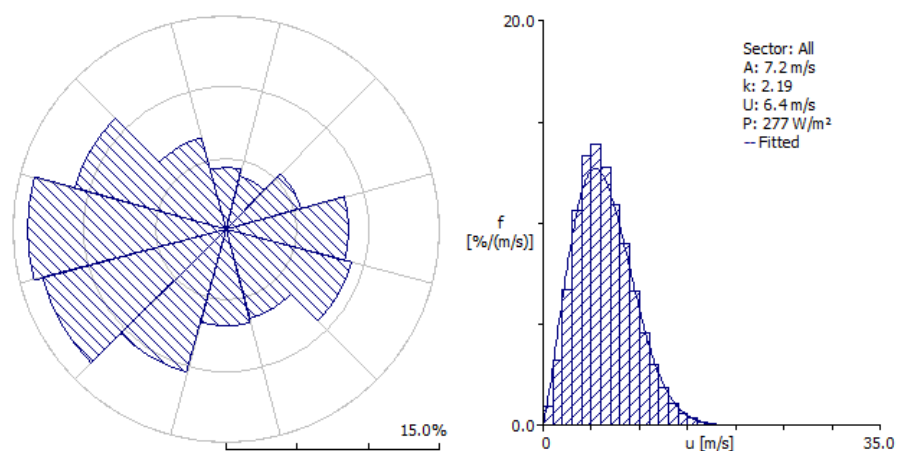 15.0%
20.0
f
[%/(m/s)]
0.0
0
u [m/s]
35.0
Sector: All
A: 7.2 m/s
k: 2.19
U: 6.4 m/s
P: 277 W/m²
-- Fitted